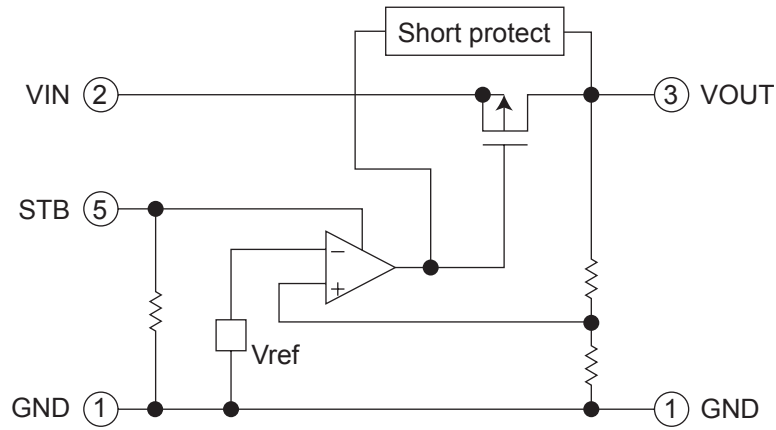 Short protect
VIN 2
3 VOUT
STB 5
−
+
Vref
GND 1
1 GND